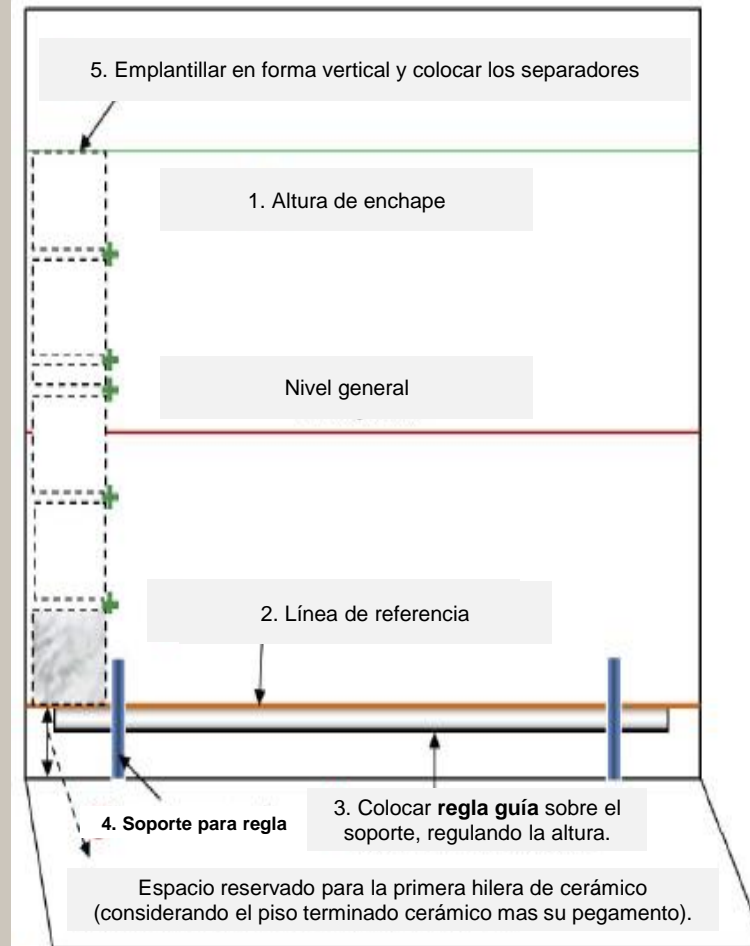 5. Emplantillar en forma vertical y colocar los separadores
1. Altura de enchape
Nivel general
2. Línea de referencia
4. Soporte para regla
3. Colocar regla guía sobre el
soporte, regulando la altura.
Espacio reservado para la primera hilera de cerámico
(considerando el piso terminado cerámico mas su pegamento).